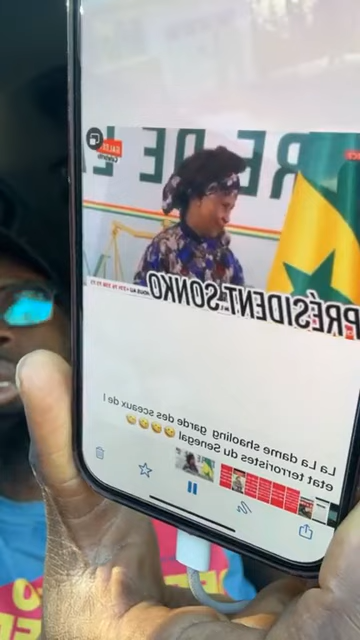 RE DE L
PRÉSIDENT-SONKO
La La dame shaoling garde des sceaux de l
etat terroristes du Senegal 🤣🤣🤣🤣